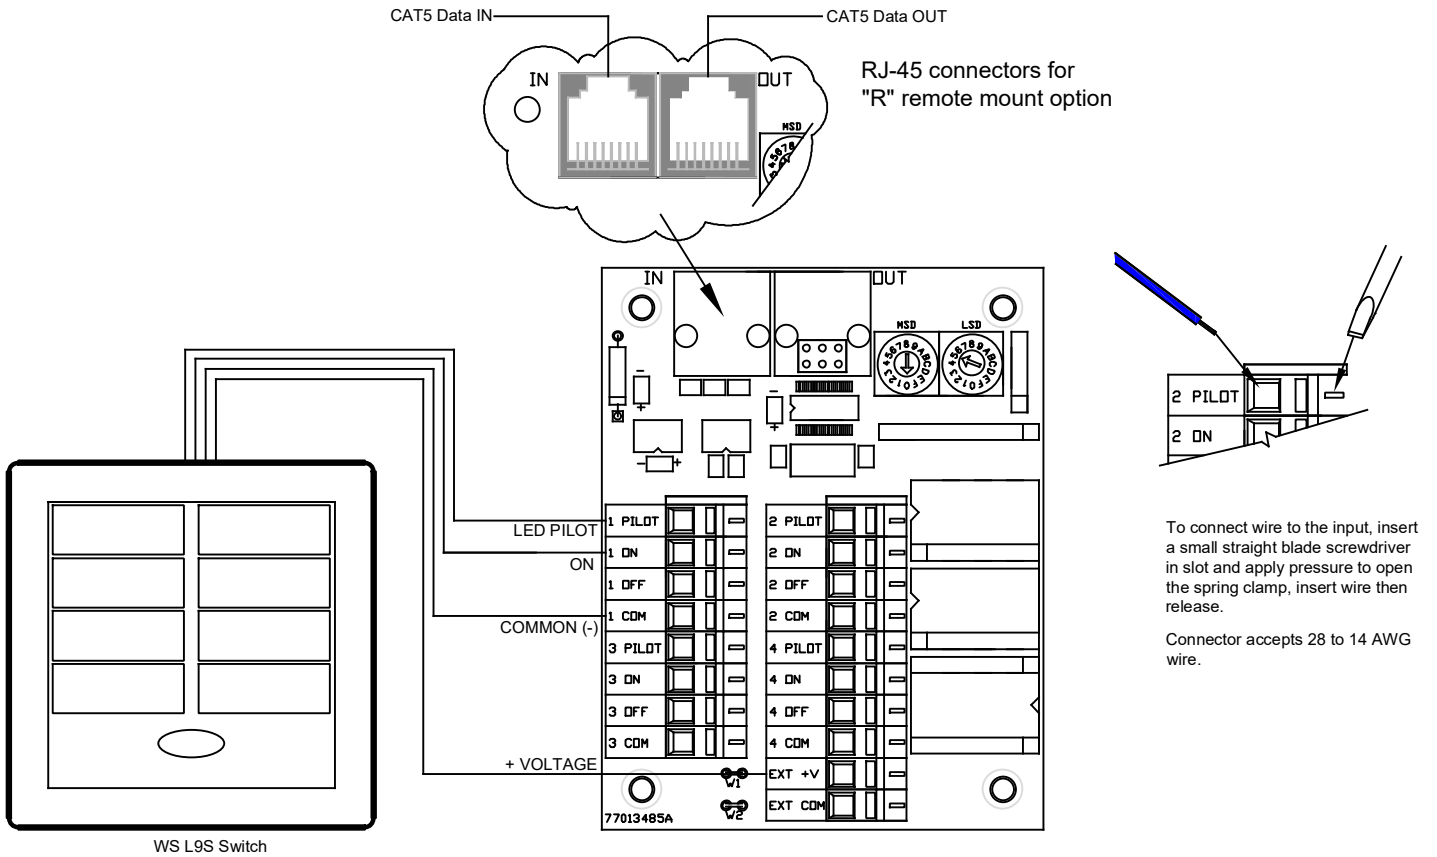 CAT5 Data IN
CAT5 Data OUT
IN
OUT
RJ-45 connectors for
"R" remote mount option
MSD
45678
IN
OUT
MSD
LSD
0123456789ABCDEF
0123456789ABCDEF
-
+
-
+
-
+
LED PILOT
ON
COMMON (-)
+ VOLTAGE
1 PILOT
1 ON
1 OFF
1 COM
3 PILOT
3 ON
3 OFF
3 COM
2 PILOT
2 ON
2 OFF
2 COM
4 PILOT
4 ON
4 OFF
4 COM
EXT +V
EXT COM
W1
W2
77013485A
2 PILOT
2 ON
To connect wire to the input, insert
a small straight blade screwdriver
in slot and apply pressure to open
the spring clamp, insert wire then
release.
Connector accepts 28 to 14 AWG
wire.
WS L9S Switch